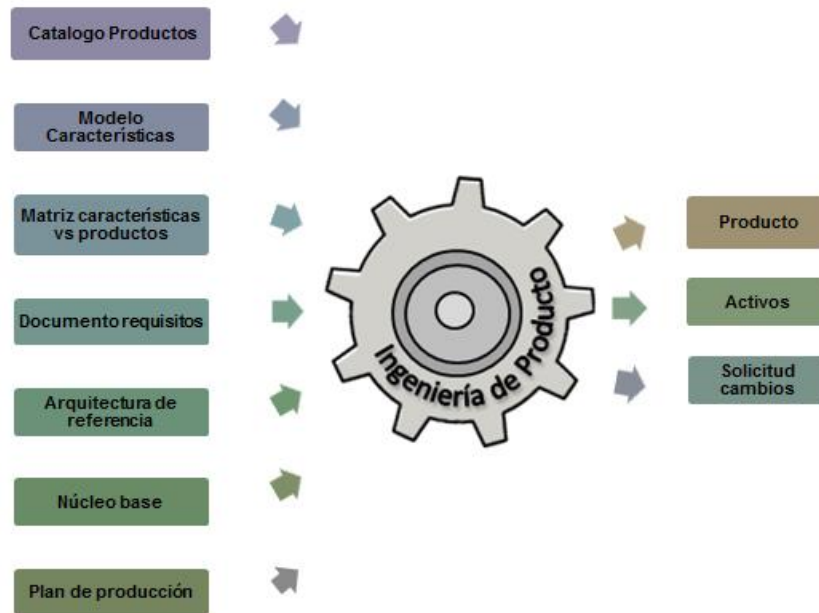 Catalogo Productos
Modelo
Características
Matriz características
vs productos
Documento requisitos
Arquitectura de
referencia
Núcleo base
Plan de producción
Ingeniería de Producto
Producto
Activos
Solicitud
cambios